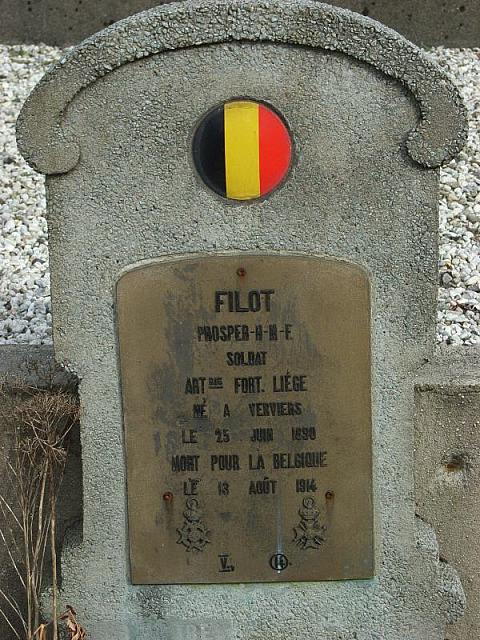 FILOT
PROSPER-H-M-F.
SOLDAT
ARTRIE FORT. LIÉGE
NÉ A VERVIERS
LE 25 JUIN 1890
MORT POUR LA BELGIQUE
LE 13 AOÛT 1914
V.